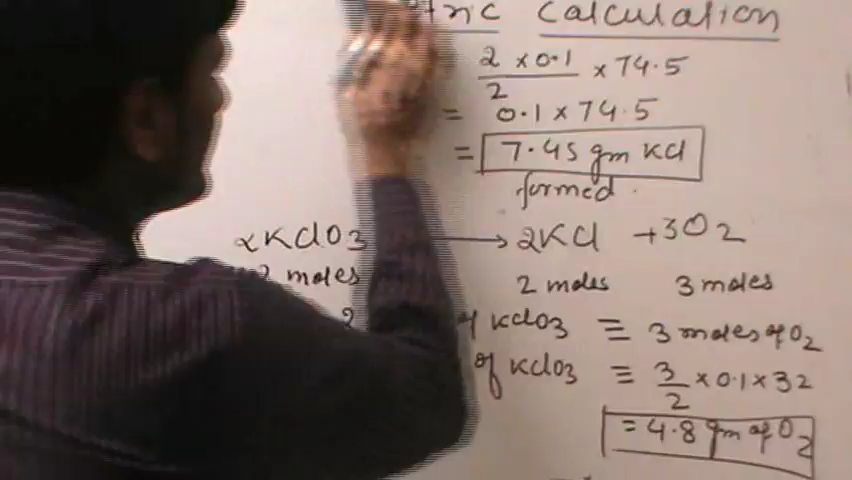 Calculation
2 × 0.1 / 2 × 74.5
= 0.1 × 74.5
= 7.45 gm KCl
formed.
2KClO3 → 2KCl + 3O2
2 moles 2 moles 3 moles
2 of KClO3 ≡ 3 moles of O2
of KClO3 ≡ 3/2 × 0.1 × 32
= 4.8 gm of O2